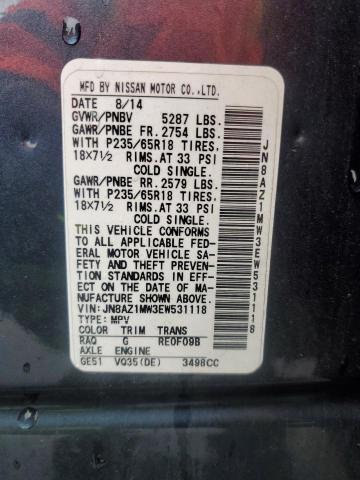 MFD BY NISSAN MOTOR CO.,LTD.
DATE 8/14
GVWR/PNBV 5287 LBS.
GAWR/PNBE FR. 2754 LBS.
WITH P235/65R18 TIRES,
18X7½ RIMS. AT 33 PSI
COLD SINGLE.
GAWR/PNBE RR. 2579 LBS.
WITH P235/65R18 TIRES,
18X7½ RIMS. AT 33 PSI
COLD SINGLE.
THIS VEHICLE CONFORMS
TO ALL APPLICABLE FED-
ERAL MOTOR VEHICLE SA-
FETY AND THEFT PREVEN-
TION STANDARDS IN EFF-
ECT ON THE DATE OF MA-
NUFACTURE SHOWN ABOVE.
VIN: JN8AZ1MW3EW531118
TYPE: MPV
COLOR TRIM TRANS
RAQ G RE0F09B
AXLE ENGINE
GE51 VQ35(DE) 3498CC
JN8AZ1MW3EW531118